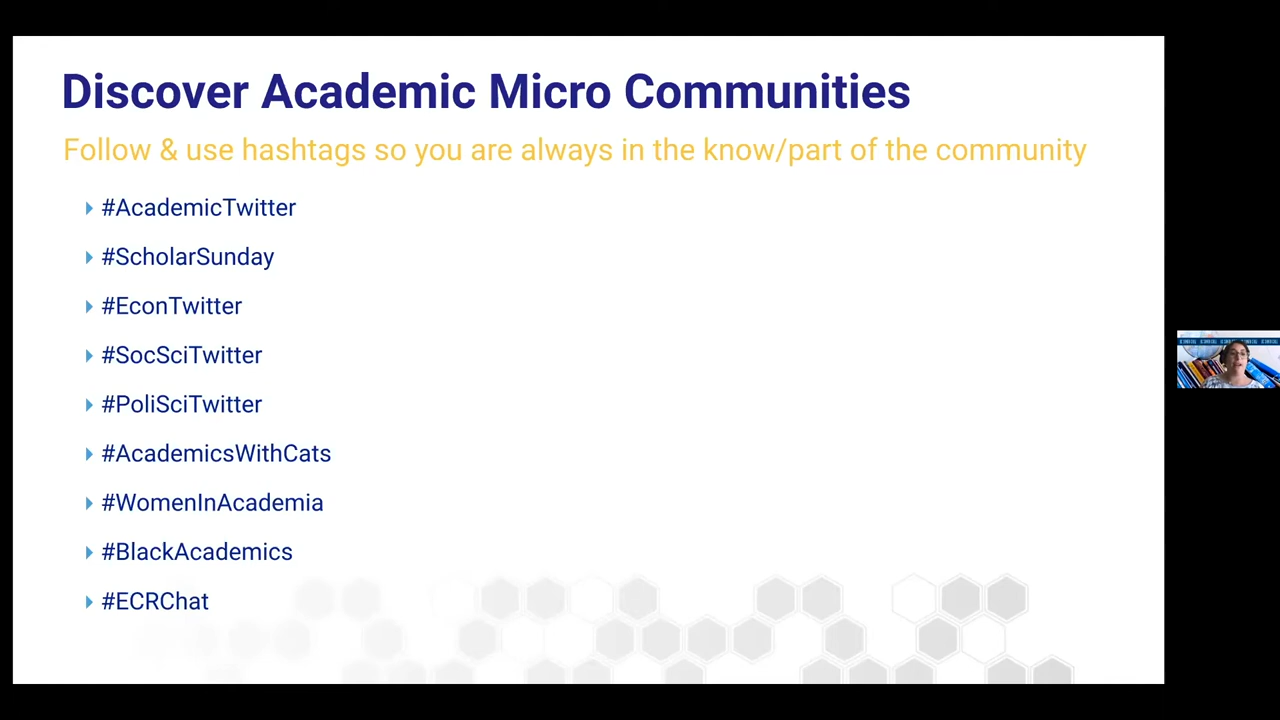 Discover Academic Micro Communities
Follow & use hashtags so you are always in the know/part of the community
#AcademicTwitter
#ScholarSunday
#EconTwitter
#SocSciTwitter
#PoliSciTwitter
#AcademicsWithCats
#WomenInAcademia
#BlackAcademics
#ECRChat